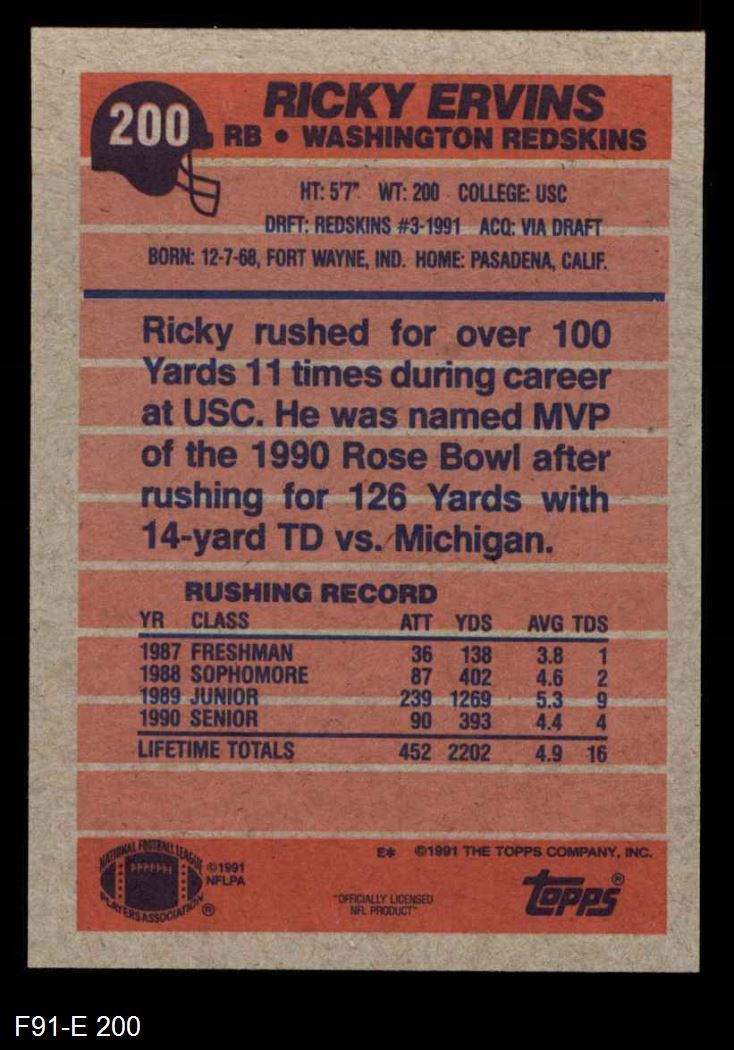 200
RICKY ERVINS
RB • WASHINGTON REDSKINS
HT: 5'7" WT: 200 COLLEGE: USC
DRFT: REDSKINS #3-1991 ACQ: VIA DRAFT
BORN: 12-7-68, FORT WAYNE, IND. HOME: PASADENA, CALIF.
Ricky rushed for over 100
Yards 11 times during career
at USC. He was named MVP
of the 1990 Rose Bowl after
rushing for 126 Yards with
14-yard TD vs. Michigan.
RUSHING RECORD
YR CLASS ATT YDS AVG TDS
1987 FRESHMAN 36 138 3.8 1
1988 SOPHOMORE 87 402 4.6 2
1989 JUNIOR 239 1269 5.3 9
1990 SENIOR 90 393 4.4 4
LIFETIME TOTALS 452 2202 4.9 16
E* ©1991 THE TOPPS COMPANY, INC.
NATIONAL FOOTBALL LEAGUE
PLAYERS ASSOCIATION ®
©1991
NFLPA
"OFFICIALLY LICENSED
NFL PRODUCT"
topps®
F91-E 200